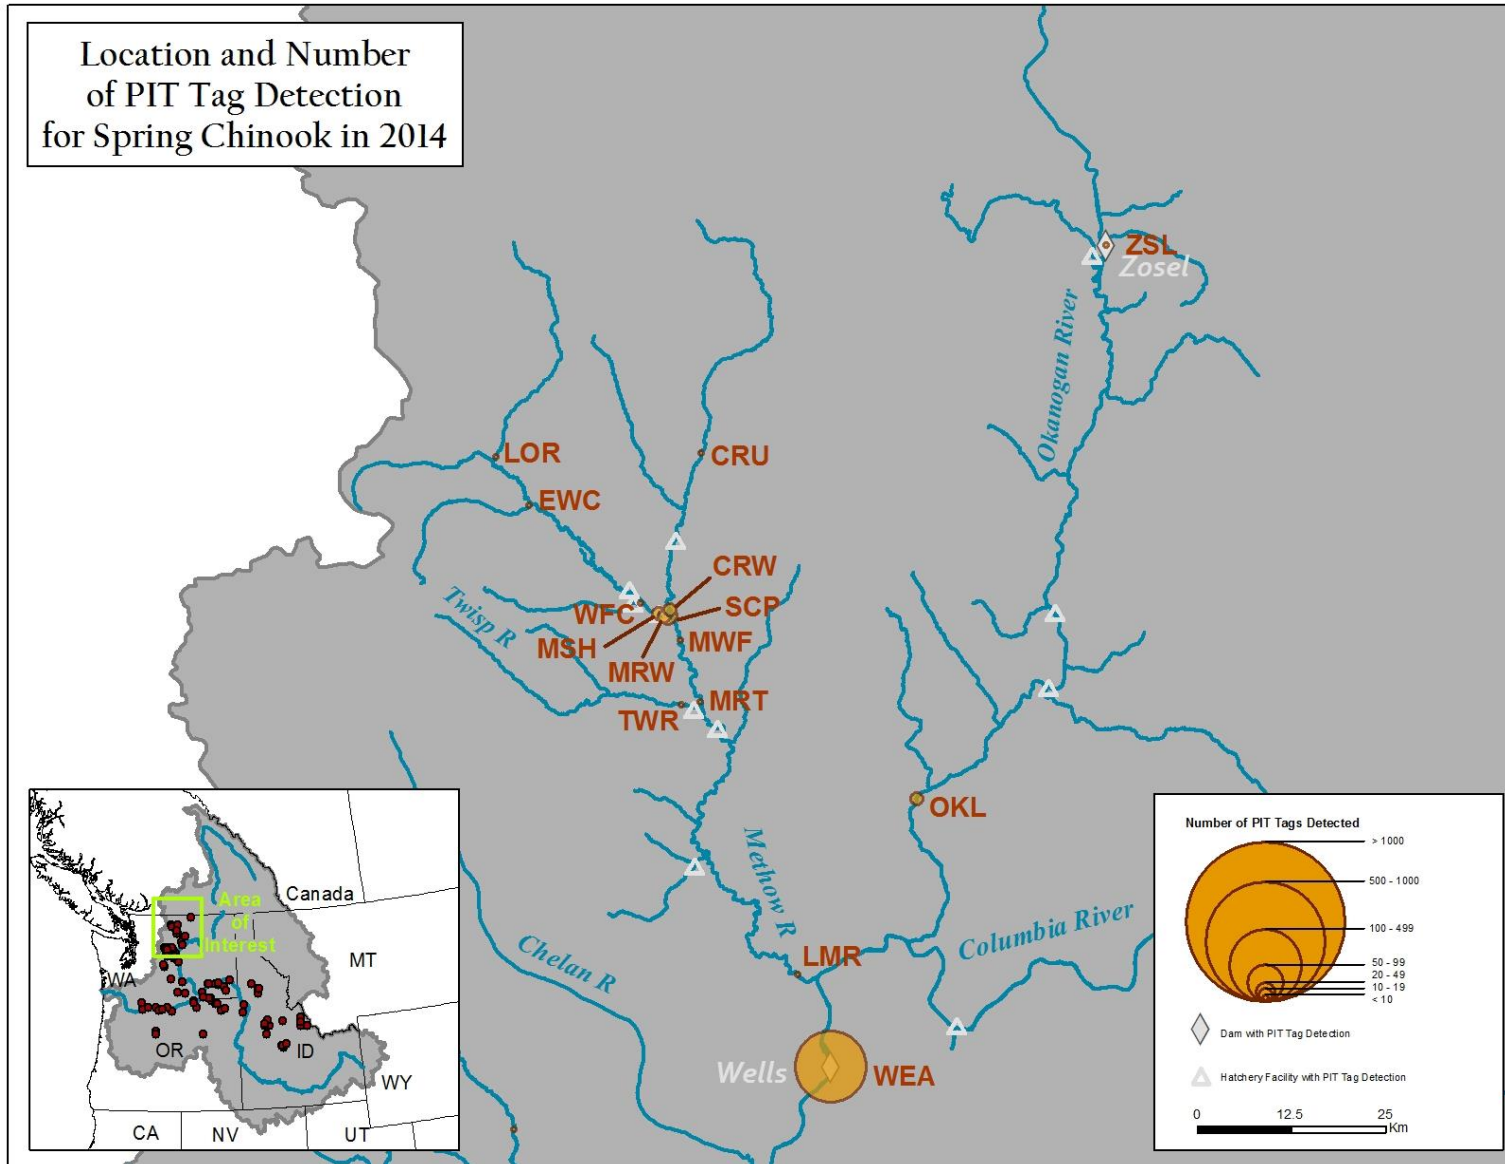 Location and Number
of PIT Tag Detection
for Spring Chinook in 2014
ZSL
Zosel
Okanogan River
LOR
CRU
EWC
CRW
SCP
WFC
MSH
MWF
MRW
Twisp R
MRT
TWR
OKL
Methow R
LMR
Columbia River
Chelan R
Wells
WEA
Canada
Area
of
Interest
WA
MT
OR
ID
WY
CA
NV
UT
Number of PIT Tags Detected
> 1000
500 - 1000
100 - 499
50 - 99
20 - 49
10 - 19
< 10
Dam with PIT Tag Detection
Hatchery Facility with PIT Tag Detection
0 12.5 25
Km